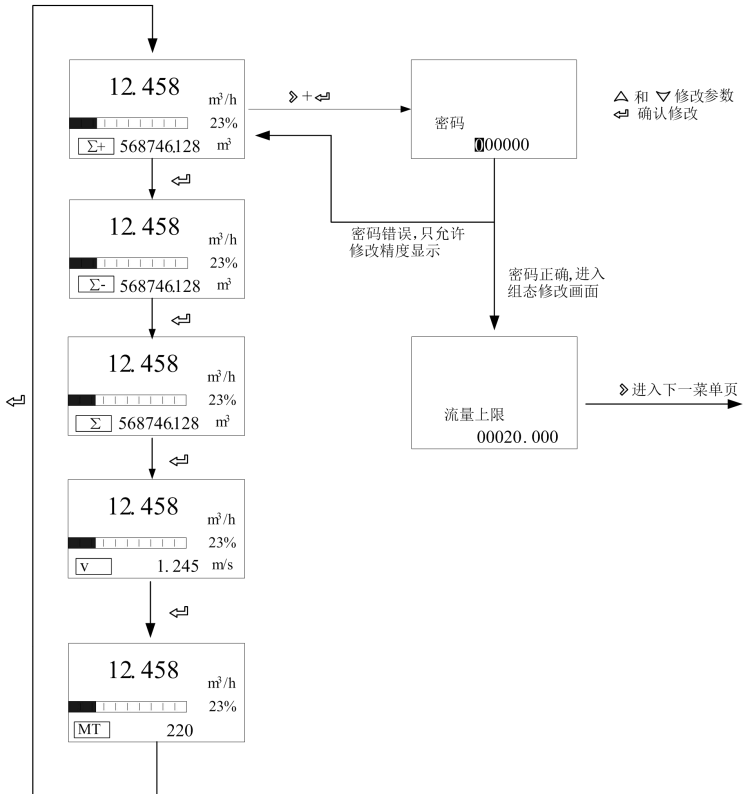 12.458
m³/h
23%
Σ+ 568746.128 m³
12.458
m³/h
23%
Σ- 568746.128 m³
12.458
m³/h
23%
Σ 568746.128 m³
12.458
m³/h
23%
v 1.245 m/s
12.458
m³/h
23%
MT 220
+
密码
000000
△ 和 ▽ 修改参数
确认修改
密码错误,只允许
修改精度显示
密码正确,进入
组态修改画面
流量上限
00020.000
进入下一菜单页